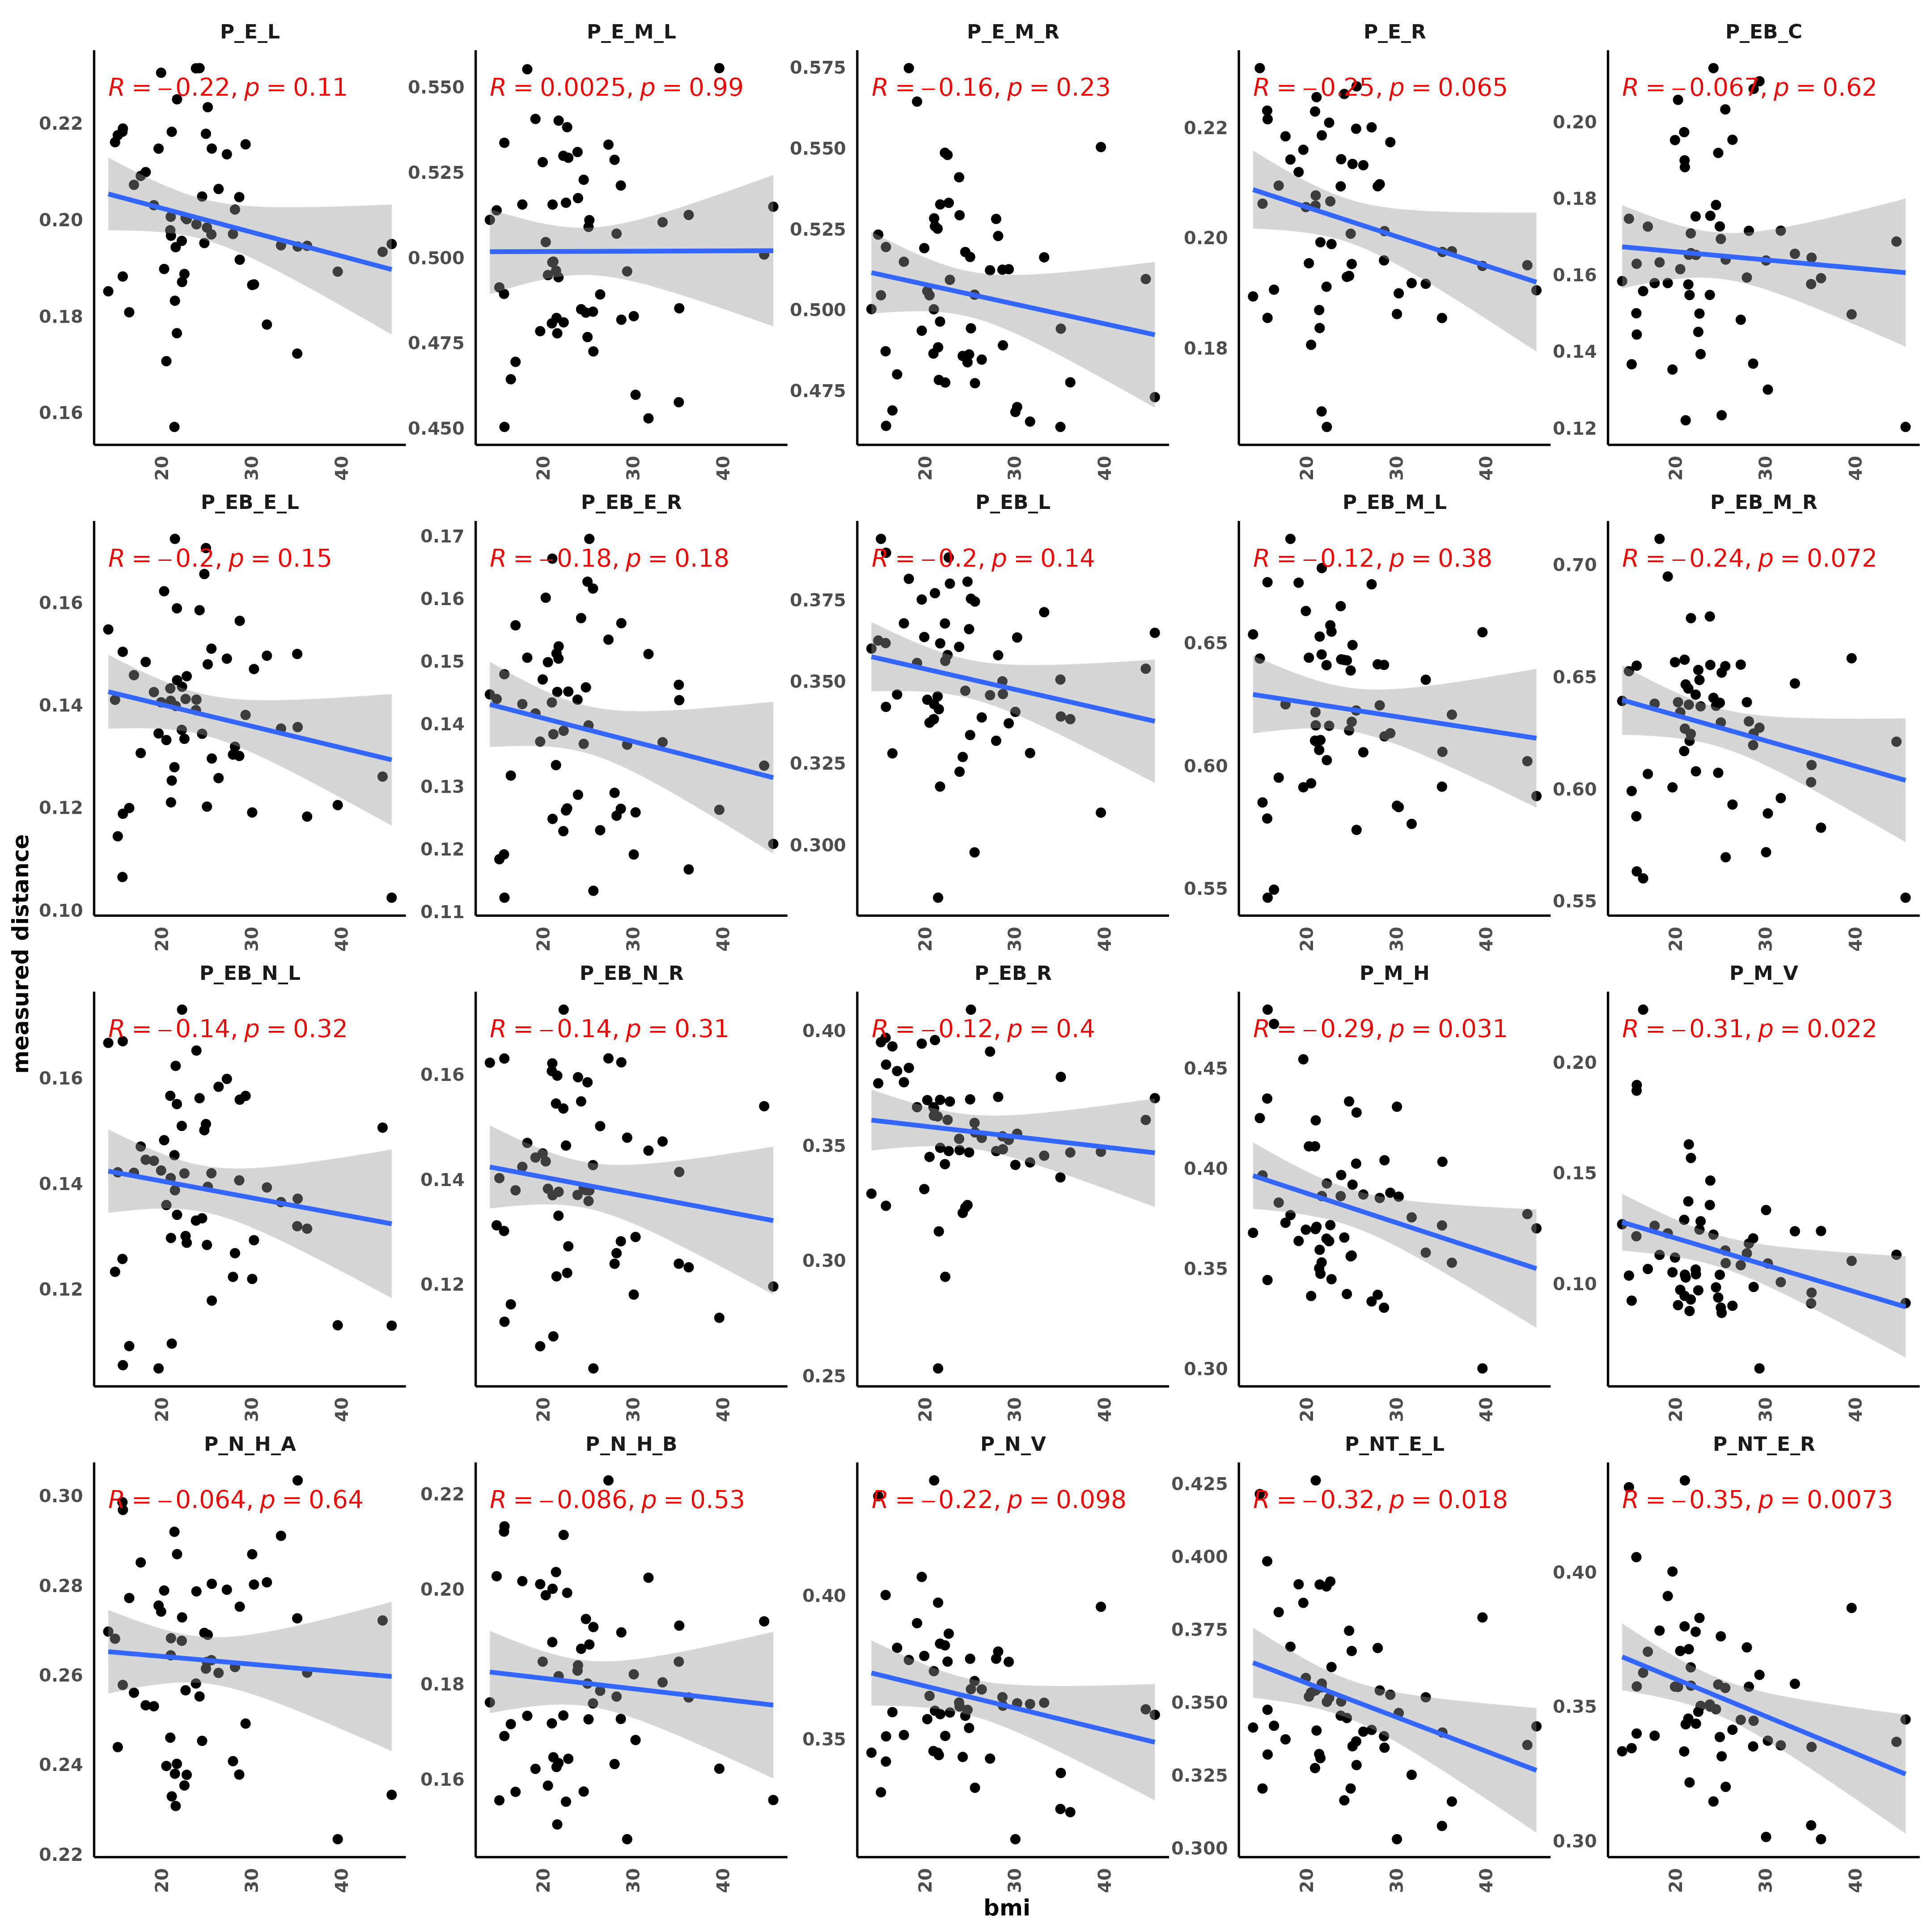 P_E_L P_E_M_L P_E_M_R P_E_R P_EB_C
R = −0.22, p = 0.11 R = 0.0025, p = 0.99 R = −0.16, p = 0.23 R = −0.25, p = 0.065 R = −0.067, p = 0.62
0.22 0.20 0.18 0.16
0.550 0.525 0.500 0.475 0.450
0.575 0.550 0.525 0.500 0.475
0.22 0.20 0.18
0.20 0.18 0.16 0.14 0.12
20 30 40 20 30 40 20 30 40 20 30 40 20 30 40
P_EB_E_L P_EB_E_R P_EB_L P_EB_M_L P_EB_M_R
R = −0.2, p = 0.15 R = −0.18, p = 0.18 R = −0.2, p = 0.14 R = −0.12, p = 0.38 R = −0.24, p = 0.072
0.16 0.14 0.12 0.10
0.17 0.16 0.15 0.14 0.13 0.12 0.11
0.375 0.350 0.325 0.300
0.65 0.60 0.55
0.70 0.65 0.60 0.55
20 30 40 20 30 40 20 30 40 20 30 40 20 30 40
measured distance
P_EB_N_L P_EB_N_R P_EB_R P_M_H P_M_V
R = −0.14, p = 0.32 R = −0.14, p = 0.31 R = −0.12, p = 0.4 R = −0.29, p = 0.031 R = −0.31, p = 0.022
0.16 0.14 0.12
0.16 0.14 0.12
0.40 0.35 0.30 0.25
0.45 0.40 0.35 0.30
0.20 0.15 0.10
20 30 40 20 30 40 20 30 40 20 30 40 20 30 40
P_N_H_A P_N_H_B P_N_V P_NT_E_L P_NT_E_R
R = −0.064, p = 0.64 R = −0.086, p = 0.53 R = −0.22, p = 0.098 R = −0.32, p = 0.018 R = −0.35, p = 0.0073
0.30 0.28 0.26 0.24 0.22
0.22 0.20 0.18 0.16
0.40 0.35
0.425 0.400 0.375 0.350 0.325 0.300
0.40 0.35 0.30
20 30 40 20 30 40 20 30 40 20 30 40 20 30 40
bmi